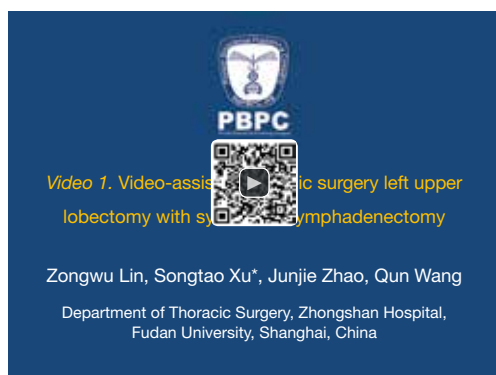 PBPC
Video 1. Video-assis ic surgery left upper
lobectomy with sy ymphadenectomy
Zongwu Lin, Songtao Xu*, Junjie Zhao, Qun Wang
Department of Thoracic Surgery, Zhongshan Hospital,
Fudan University, Shanghai, China